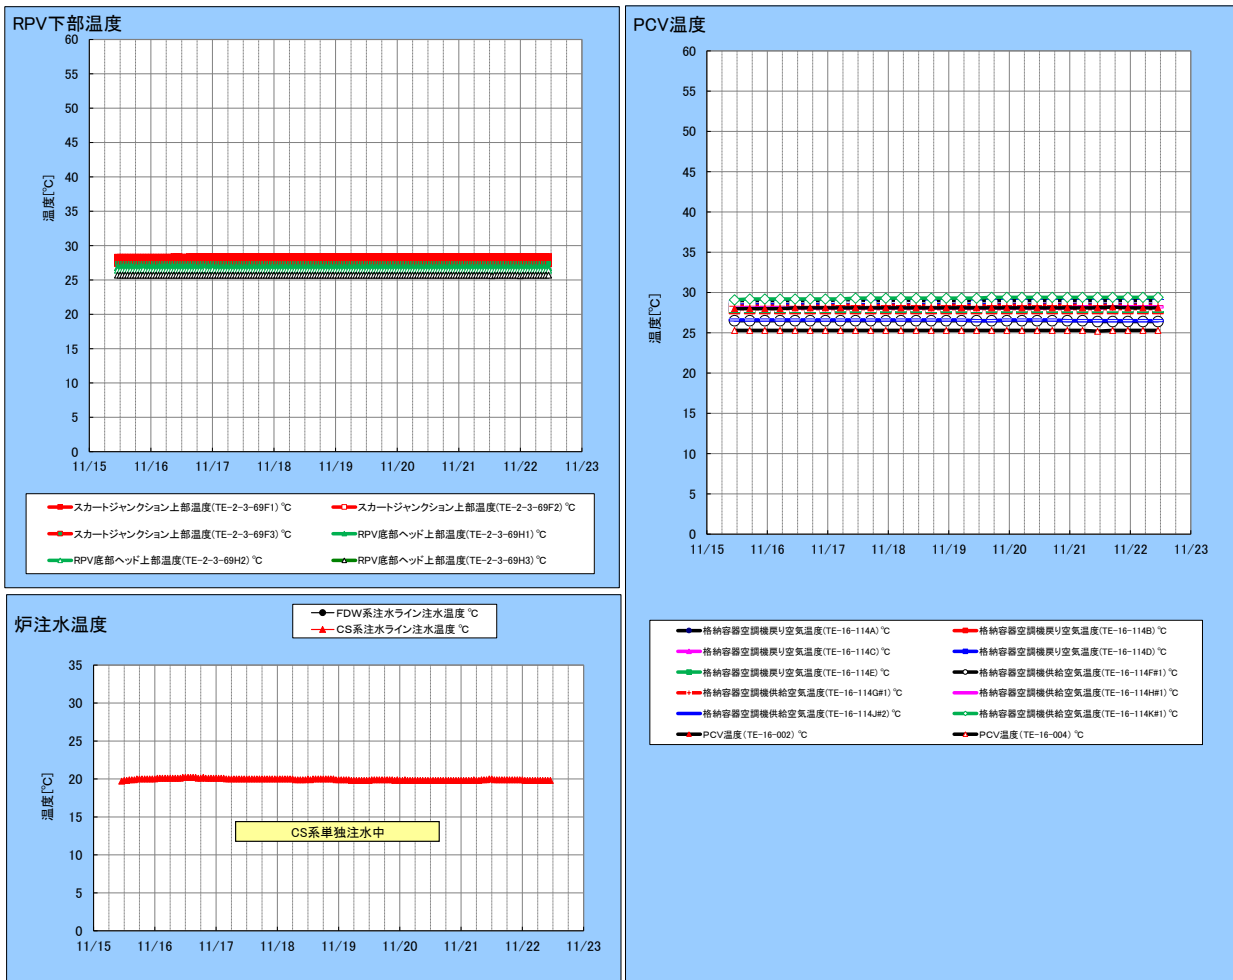 RPV下部温度
60
55
50
45
40
35
30
25
20
15
10
5
0
温度[℃]
11/15 11/16 11/17 11/18 11/19 11/20 11/21 11/22 11/23
スカートジャンクション上部温度(TE-2-3-69F1)℃ スカートジャンクション上部温度(TE-2-3-69F2)℃
スカートジャンクション上部温度(TE-2-3-69F3)℃ RPV底部ヘッド上部温度(TE-2-3-69H1)℃
RPV底部ヘッド上部温度(TE-2-3-69H2)℃ RPV底部ヘッド上部温度(TE-2-3-69H3)℃
炉注水温度
FDW系注水ライン注水温度 ℃
CS系注水ライン注水温度 ℃
35
30
25
20
15
10
5
0
温度[℃]
CS系単独注水中
11/15 11/16 11/17 11/18 11/19 11/20 11/21 11/22 11/23
PCV温度
60
55
50
45
40
35
30
25
20
15
10
5
0
温度[℃]
11/15 11/16 11/17 11/18 11/19 11/20 11/21 11/22 11/23
格納容器空調機戻り空気温度(TE-16-114A)℃ 格納容器空調機戻り空気温度(TE-16-114B)℃
格納容器空調機戻り空気温度(TE-16-114C)℃ 格納容器空調機戻り空気温度(TE-16-114D)℃
格納容器空調機戻り空気温度(TE-16-114E)℃ 格納容器空調機供給空気温度(TE-16-114F#1)℃
格納容器空調機供給空気温度(TE-16-114G#1)℃ 格納容器空調機供給空気温度(TE-16-114H#1)℃
格納容器空調機供給空気温度(TE-16-114J#2)℃ 格納容器空調機供給空気温度(TE-16-114K#1)℃
PCV温度(TE-16-002) ℃ PCV温度(TE-16-004) ℃